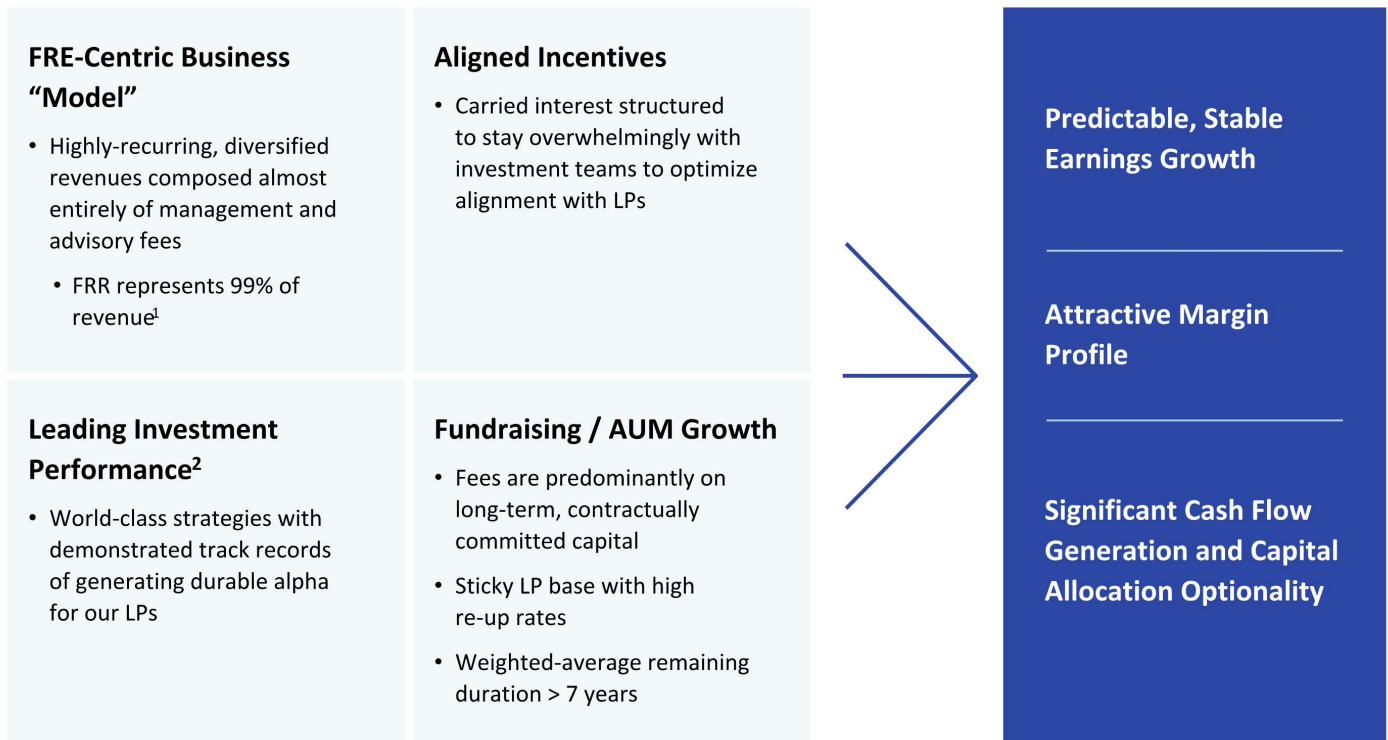 FRE-Centric Business
“Model”
• Highly-recurring, diversified
revenues composed almost
entirely of management and
advisory fees
• FRR represents 99% of
revenue¹
Aligned Incentives
• Carried interest structured
to stay overwhelmingly with
investment teams to optimize
alignment with LPs
Leading Investment
Performance²
• World-class strategies with
demonstrated track records
of generating durable alpha
for our LPs
Fundraising / AUM Growth
• Fees are predominantly on
long-term, contractually
committed capital
• Sticky LP base with high
re-up rates
• Weighted-average remaining
duration > 7 years
Predictable, Stable
Earnings Growth
Attractive Margin
Profile
Significant Cash Flow
Generation and Capital
Allocation Optionality